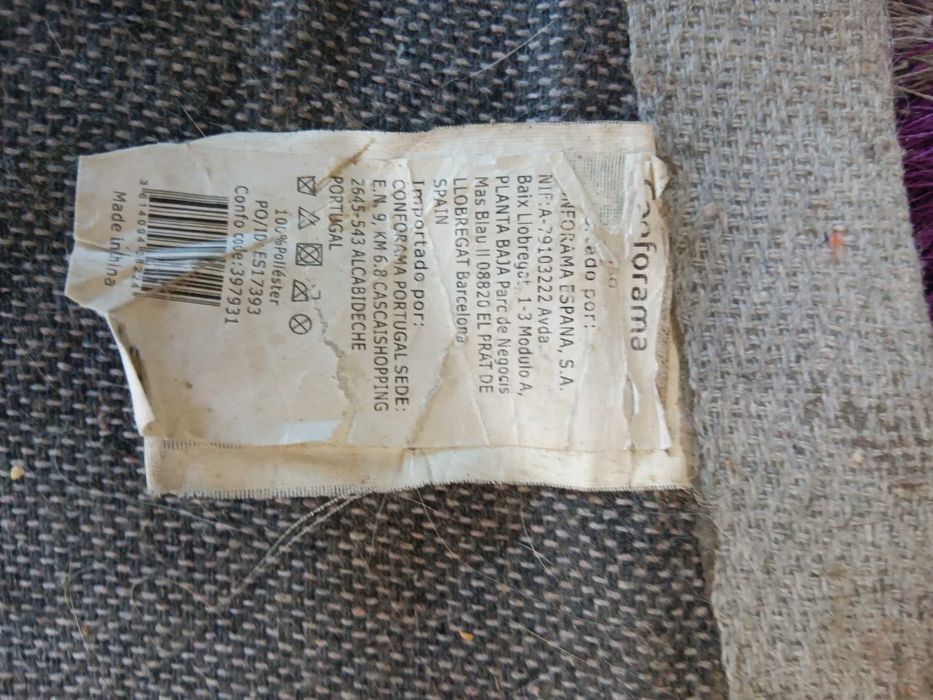 Conforama
por:
ESPANA, S.A.
NIF:A-79103222 Avda.
Baix Llobregat, 1-3 Modulo A,
PLANTA BAJA Parc de Negocis
Mas Blau II 08820 EL PRAT DE
LLOBREGAT Barcelona
SPAIN
Importado por:
CONFORAMA PORTUGAL SEDE:
E.N. 9, KM 6.8 CASCAISHOPPING
2645-543 ALCABIDECHE
PORTUGAL
100%Poliéster
PO/ID:ES17393
Confo code:397931
Made in China